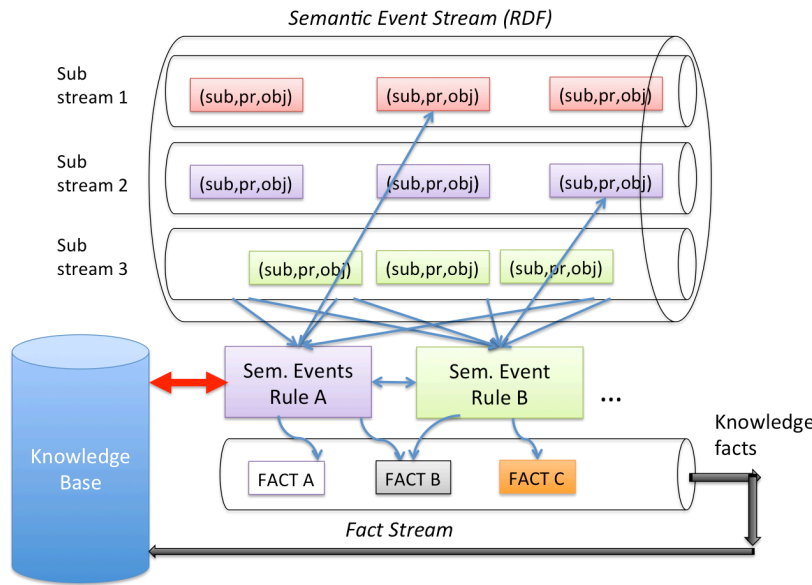 Semantic Event Stream (RDF)
Sub
stream 1
(sub,pr,obj)
(sub,pr,obj)
(sub,pr,obj)
Sub
stream 2
(sub,pr,obj)
(sub,pr,obj)
(sub,pr,obj)
Sub
stream 3
(sub,pr,obj)
(sub,pr,obj)
(sub,pr,obj)
Sem. Events
Rule A
Sem. Event
Rule B
...
Knowledge
Base
Knowledge
facts
FACT A
FACT B
FACT C
Fact Stream